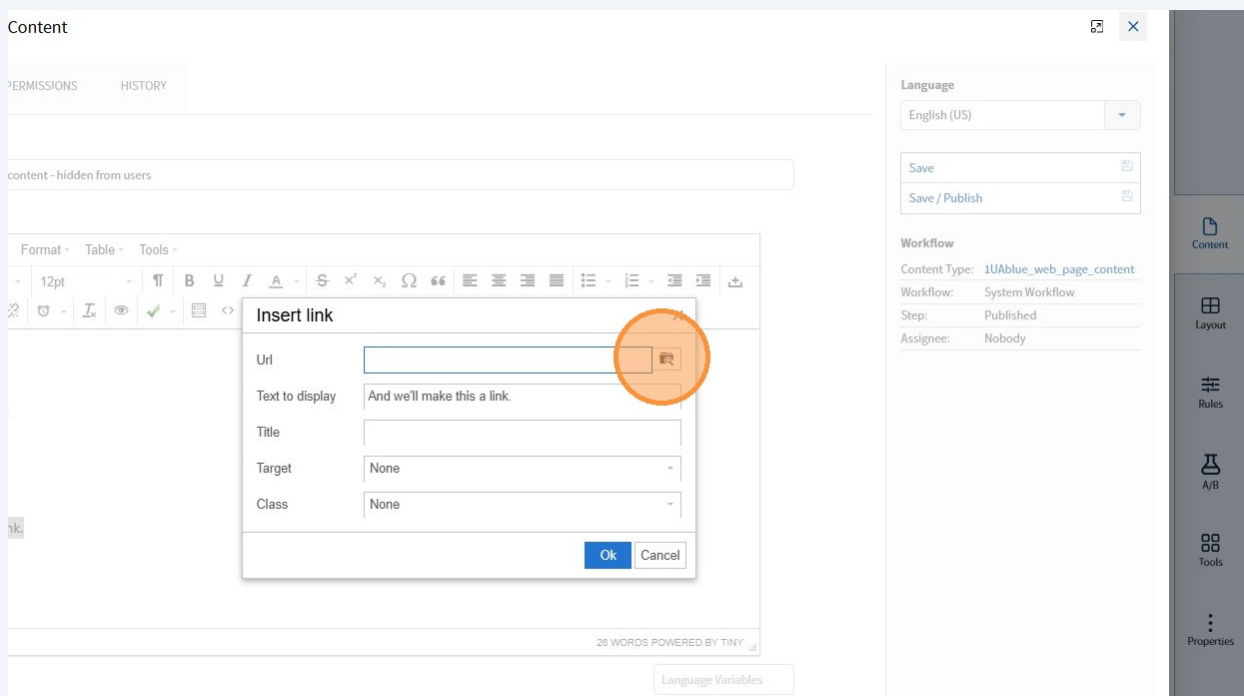 Content
PERMISSIONS HISTORY
content - hidden from users
Format Table Tools
12pt
Insert link
Url
Text to display And we'll make this a link.
Title
Target None
Class None
Ok Cancel
nk.
26 WORDS POWERED BY TINY
Language Variables
Language
English (US)
Save
Save / Publish
Workflow
Content Type: 1UAblue_web_page_content
Workflow: System Workflow
Step: Published
Assignee: Nobody
Content
Layout
Rules
A/B
Tools
Properties